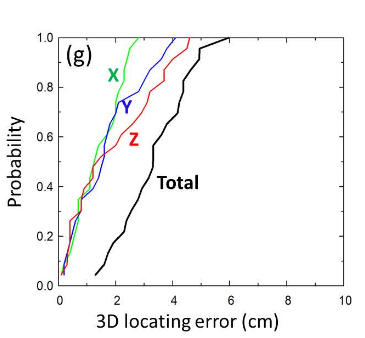 (g)
1.0
0.8
0.6
0.4
0.2
0.0
Probability
X
Y
Z
Total
0 2 4 6 8 10
3D locating error (cm)